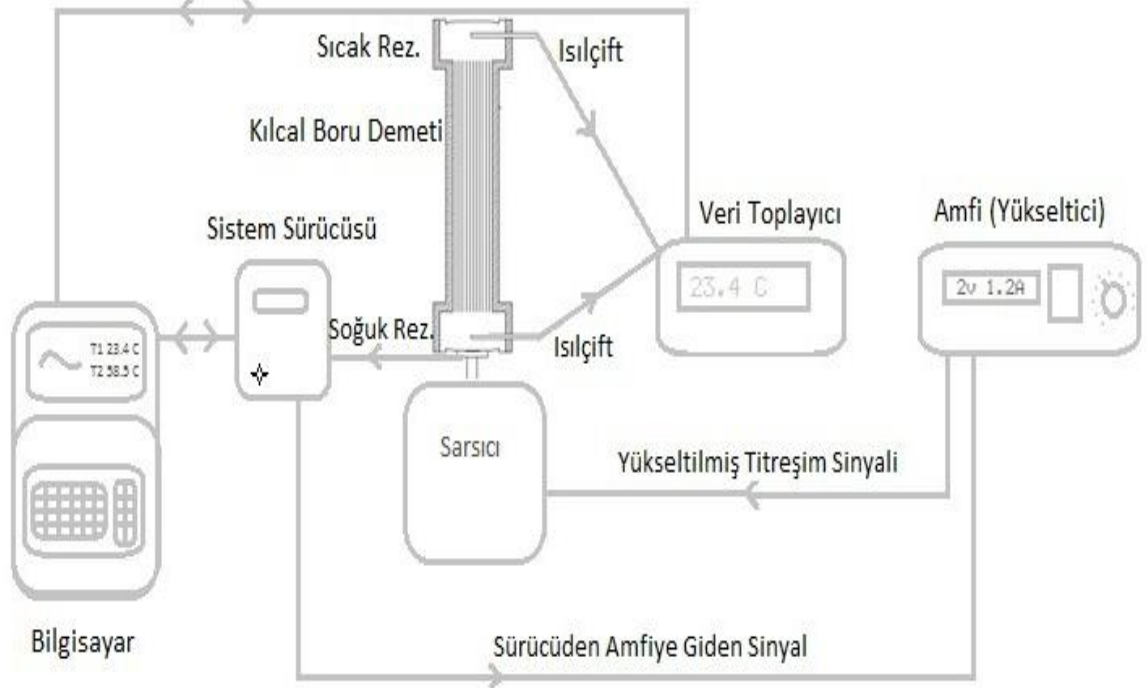 Sıcak Rez.
Isılçift
Kılcal Boru Demeti
Veri Toplayıcı
Amfi (Yükseltici)
Sistem Sürücüsü
23.4 C
2v 1.2A
Soğuk Rez.
Isılçift
T1 23.4 C
T2 58.5 C
Sarsıcı
Yükseltilmiş Titreşim Sinyali
Bilgisayar
Sürücüden Amfiye Giden Sinyal